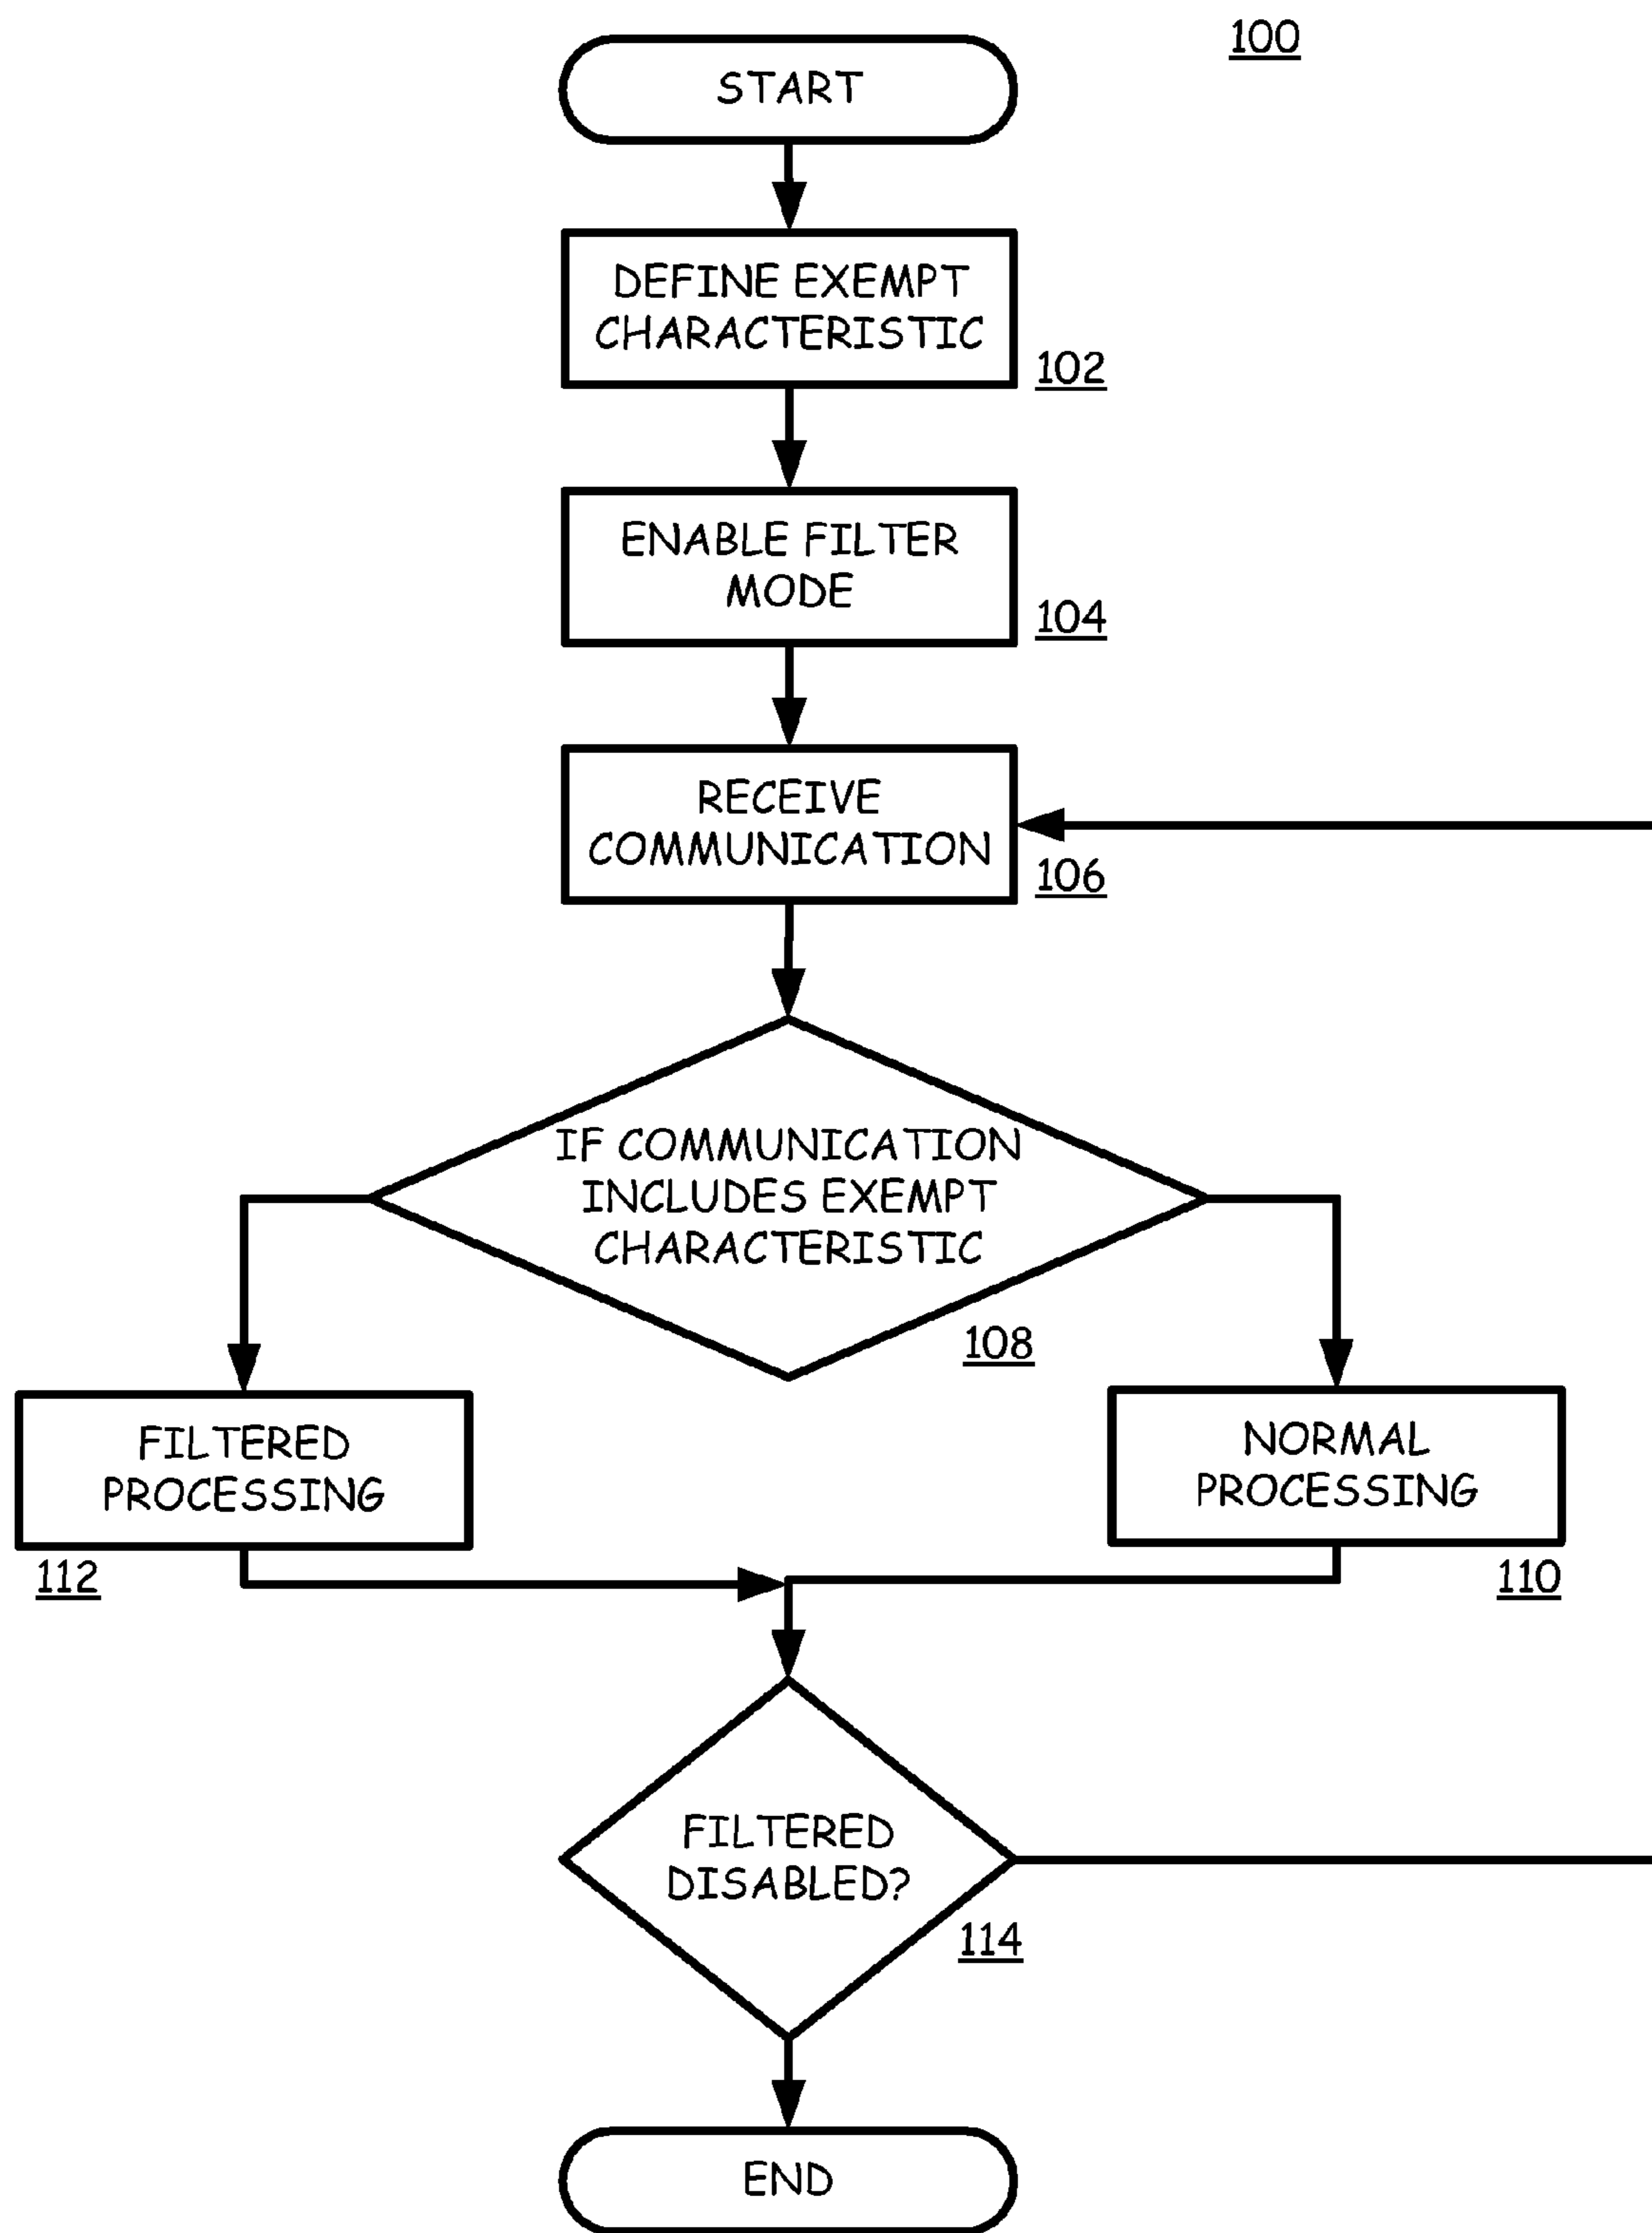 100
START
DEFINE EXEMPT
CHARACTERISTIC
102
ENABLE FILTER
MODE
104
RECEIVE
COMMUNICATION
106
IF COMMUNICATION
INCLUDES EXEMPT
CHARACTERISTIC
108
FILTERED
PROCESSING
112
NORMAL
PROCESSING
110
FILTERED
DISABLED?
114
END